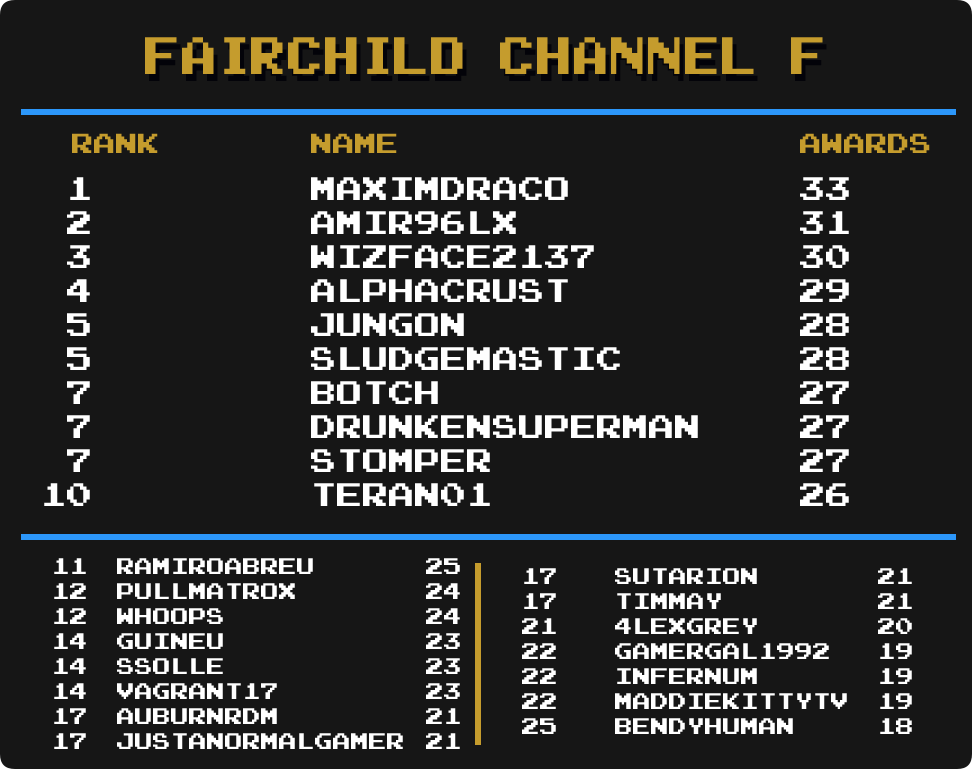 FAIRCHILD CHANNEL F
RANK NAME AWARDS
1 MAXIMDRACO 33
2 AMIR96LX 31
3 WIZFACE2137 30
4 ALPHACRUST 29
5 JUNGON 28
5 SLUDGEMASTIC 28
7 BOTCH 27
7 DRUNKENSUPERMAN 27
7 STOMPER 27
10 TERAN01 26
11 RAMIROABREU 25
12 PULLMATROX 24
12 WHOOPS 24
14 GUINEU 23
14 SSOLLE 23
14 VAGRANT17 23
17 AUBURNRDM 21
17 JUSTANORMALGAMER 21
17 SUTARION 21
17 TIMMAY 21
21 4LEXGREY 20
22 GAMERGAL1992 19
22 INFERNUM 19
22 MADDIEKITTYTV 19
25 BENDYHUMAN 18